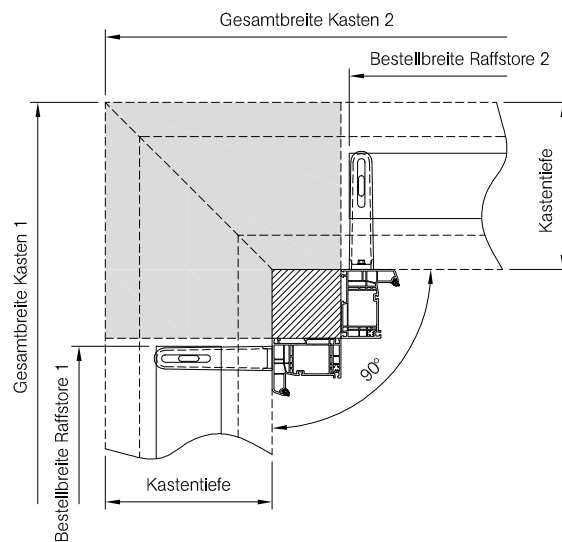 Gesamtbreite Kasten 2
Bestellbreite Raffstore 2
Kastentiefe
Gesamtbreite Kasten 1
Bestellbreite Raffstore 1
90°
Kastentiefe